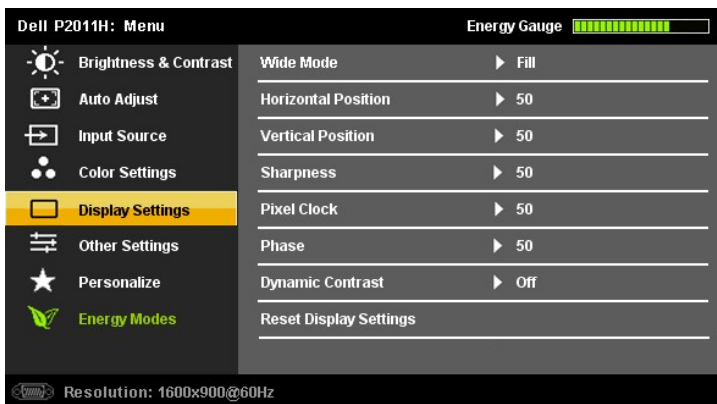 Dell P2011H: Menu Energy Gauge
Brightness & Contrast Wide Mode Fill
Auto Adjust Horizontal Position 50
Input Source Vertical Position 50
Color Settings Sharpness 50
Display Settings Pixel Clock 50
Other Settings Phase 50
Personalize Dynamic Contrast Off
Energy Modes Reset Display Settings
Resolution: 1600x900@60Hz